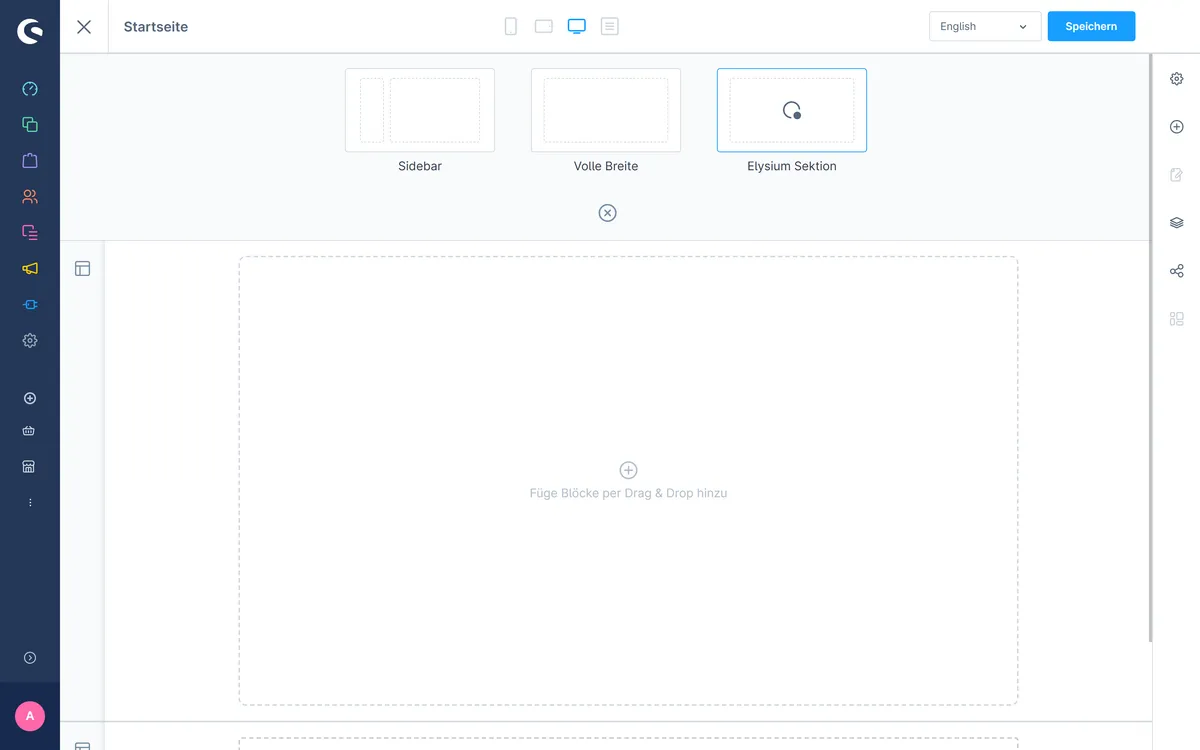 Startseite
English
Speichern
Sidebar
Volle Breite
Elysium Sektion
Füge Blöcke per Drag & Drop hinzu
A